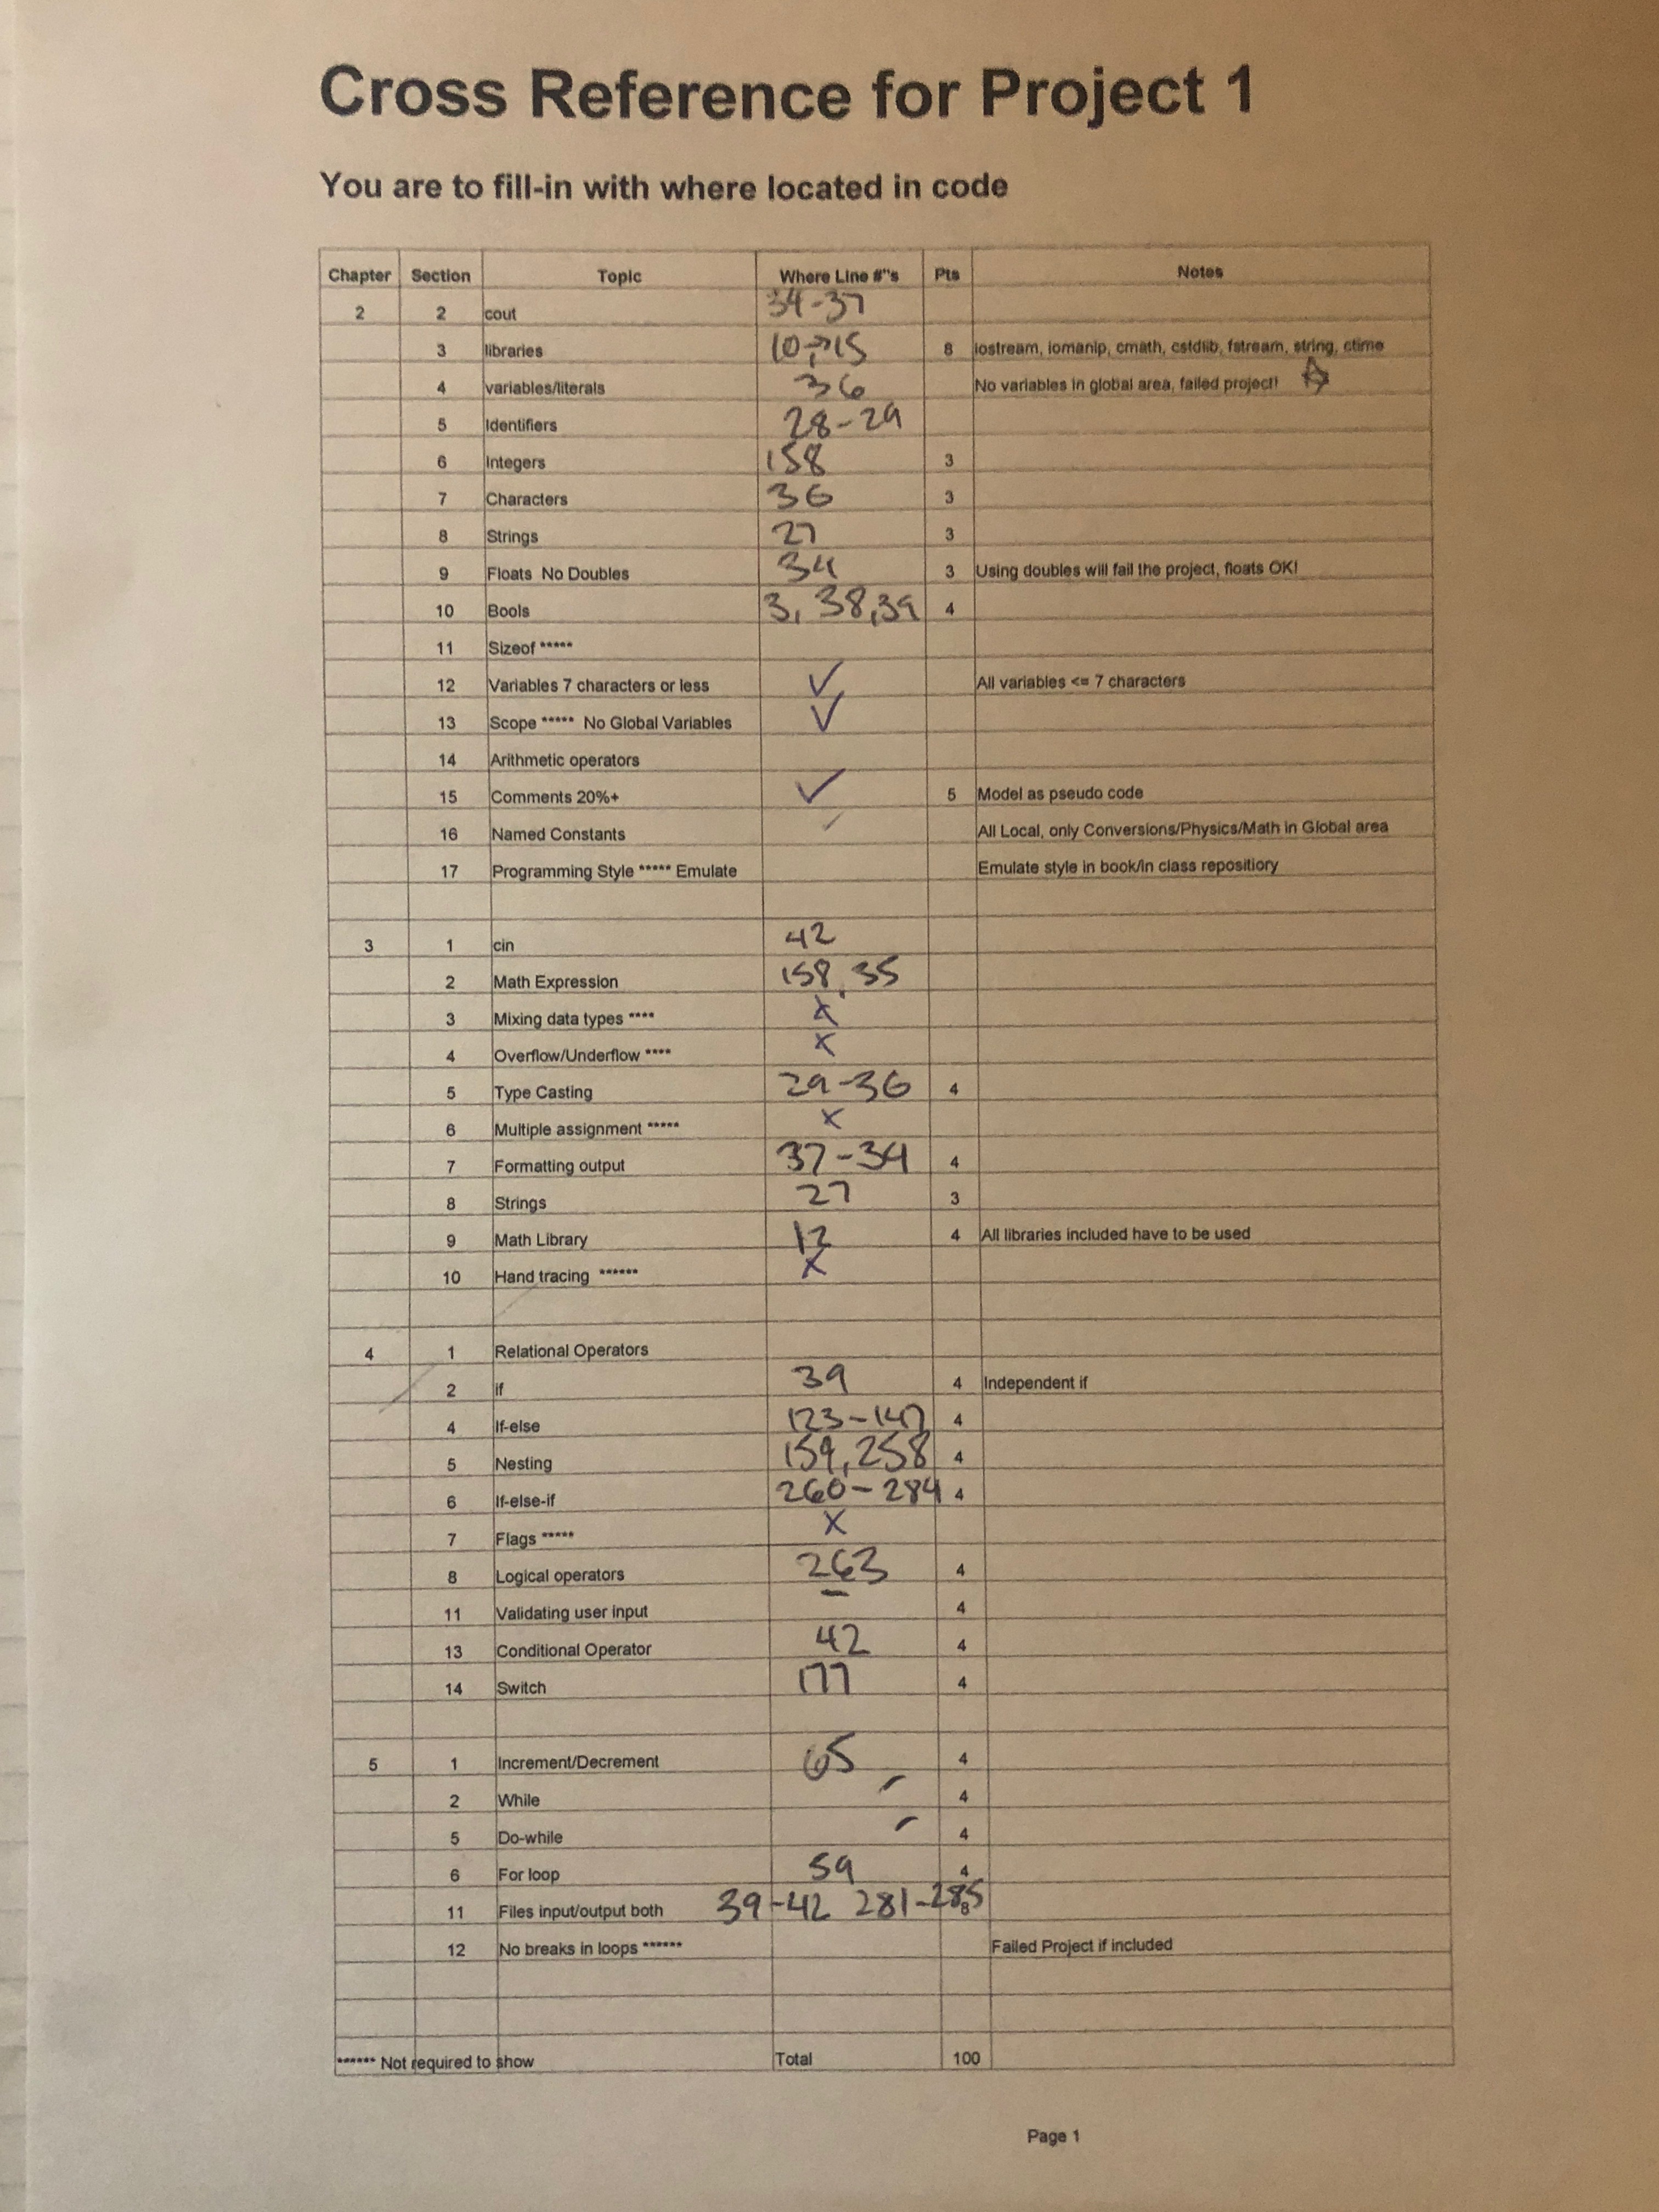 Cross Reference for Project 1
You are to fill-in with where located in code
Chapter Section Topic Where Line #"s Pts Notes
2 2 cout 34-37
3 libraries 10→15 8 iostream, iomanip, cmath, cstdlib, fstream, string, ctime
4 variables/literals 36 No variables in global area, failed project!
5 Identifiers 28-29
6 Integers 158 3
7 Characters 36 3
8 Strings 27 3
9 Floats No Doubles 34 3 Using doubles will fail the project, floats OK!
10 Bools 3, 38,39 4
11 Sizeof *****
12 Variables 7 characters or less ✓ All variables <= 7 characters
13 Scope ***** No Global Variables ✓
14 Arithmetic operators
15 Comments 20%+ ✓ 5 Model as pseudo code
16 Named Constants ✓ All Local, only Conversions/Physics/Math in Global area
17 Programming Style ***** Emulate Emulate style in book/in class repositiory
3 1 cin 42
2 Math Expression 158, 35
3 Mixing data types **** x
4 Overflow/Underflow **** x
5 Type Casting 29-36 4
6 Multiple assignment ***** x
7 Formatting output 37-39 4
8 Strings 27 3
9 Math Library 12 4 All libraries included have to be used
10 Hand tracing ****** x
4 1 Relational Operators
2 if 39 4 Independent if
4 If-else 123-147 4
5 Nesting 159, 258 4
6 If-else-if 260-284 4
7 Flags ***** x
8 Logical operators 263 4
11 Validating user input - 4
13 Conditional Operator 42 4
14 Switch 177 4
5 1 Increment/Decrement 65 4
2 While - 4
5 Do-while - 4
6 For loop 59 4
11 Files input/output both 39-42 281-285 8
12 No breaks in loops ****** Failed Project if included
****** Not required to show Total 100
Page 1